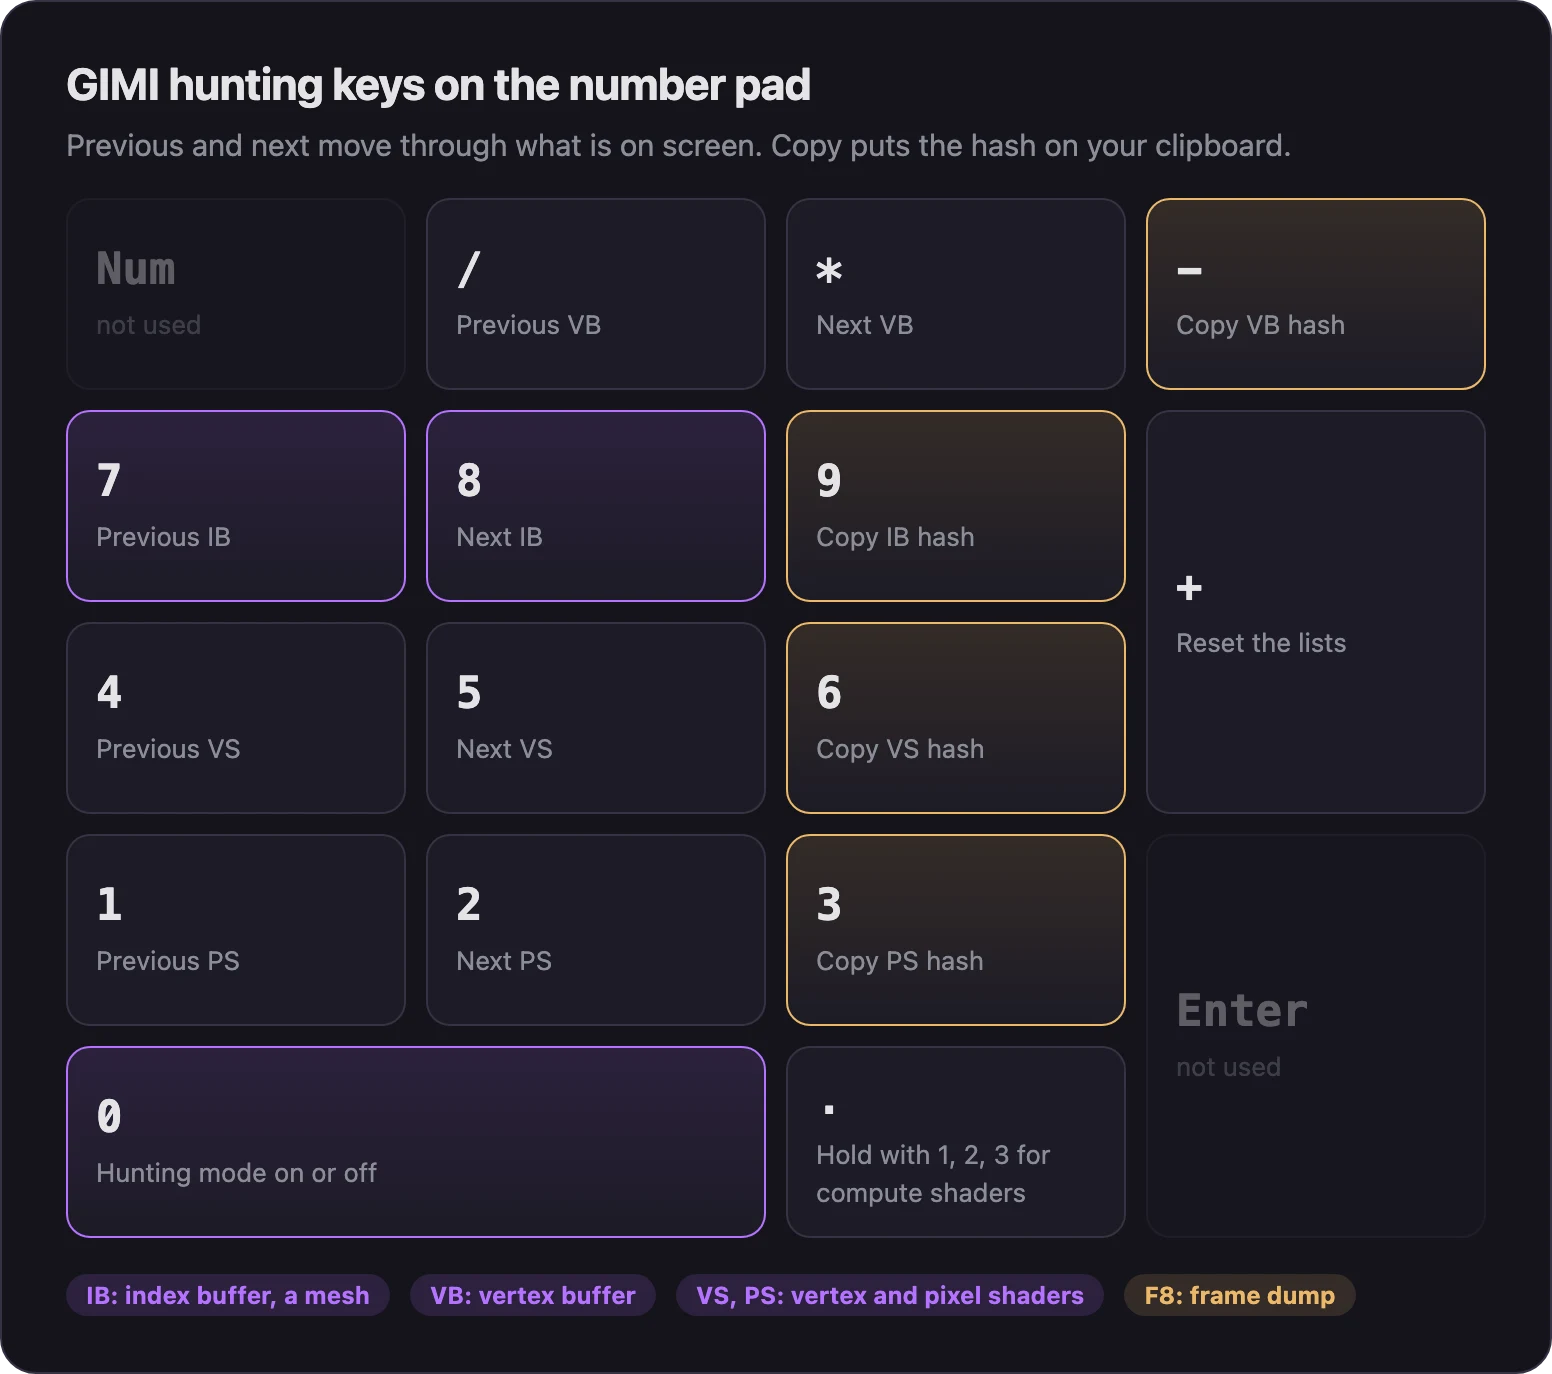 GIMI hunting keys on the number pad
Previous and next move through what is on screen. Copy puts the hash on your clipboard.
Num
not used
/
Previous VB
*
Next VB
−
Copy VB hash
7
Previous IB
8
Next IB
9
Copy IB hash
+
Reset the lists
4
Previous VS
5
Next VS
6
Copy VS hash
1
Previous PS
2
Next PS
3
Copy PS hash
Enter
not used
0
Hunting mode on or off
.
Hold with 1, 2, 3 for
compute shaders
IB: index buffer, a mesh
VB: vertex buffer
VS, PS: vertex and pixel shaders
F8: frame dump